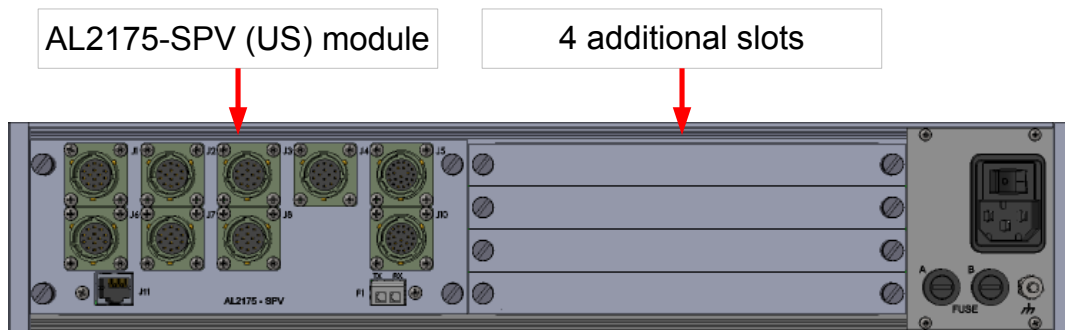 AL2175-SPV (US) module
4 additional slots
J1
J2
J3
J4
J5
J6
J7
J8
J10
TX RX
J11
AL2175 - SPV
F1
A
B
FUSE